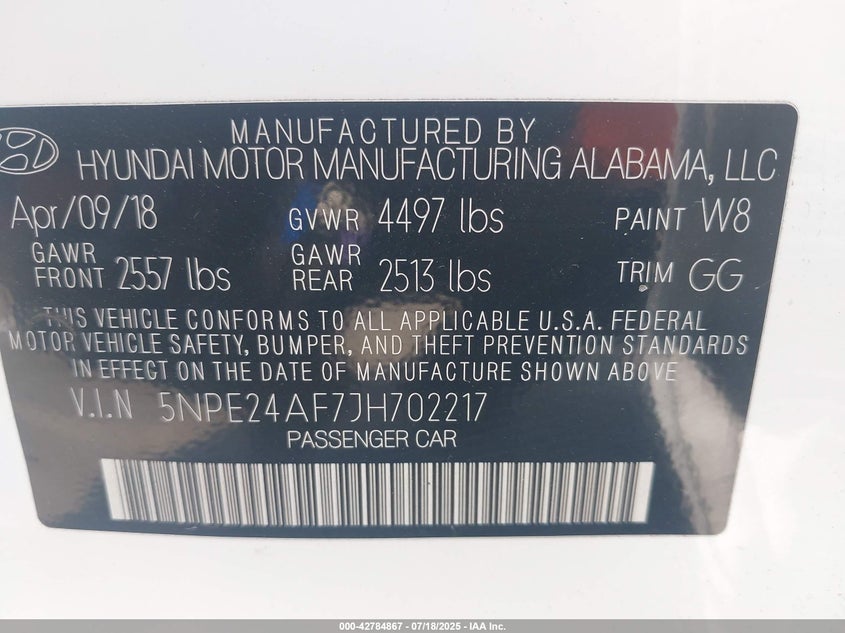 MANUFACTURED BY
HYUNDAI MOTOR MANUFACTURING ALABAMA, LLC
Apr/09/18 GVWR 4497 lbs PAINT W8
GAWR FRONT 2557 lbs GAWR REAR 2513 lbs TRIM GG
THIS VEHICLE CONFORMS TO ALL APPLICABLE U.S.A. FEDERAL
MOTOR VEHICLE SAFETY, BUMPER, AND THEFT PREVENTION STANDARDS
IN EFFECT ON THE DATE OF MANUFACTURE SHOWN ABOVE
V.I.N 5NPE24AF7JH702217
PASSENGER CAR
000-42784867 - 07/18/2025 - IAA Inc.